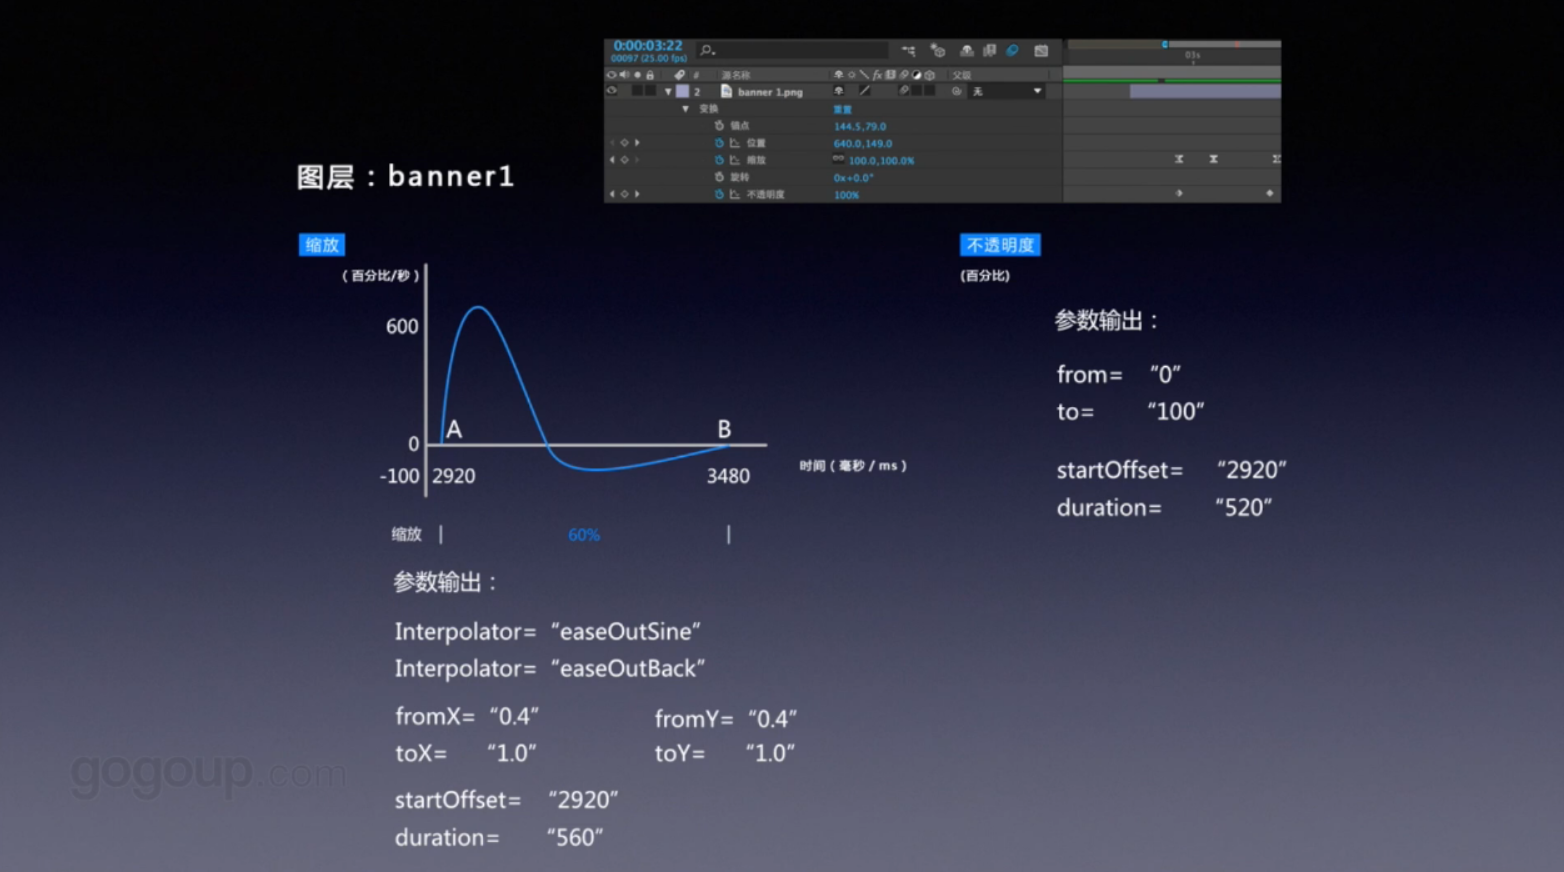 0:00:03:22
00097 (25.00 fps)
# 源名称 fx 父级
2 banner 1.png 无
变换 重置
锚点 144.5,79.0
位置 640.0,149.0
缩放 100.0,100.0%
旋转 0x+0.0°
不透明度 100%
03s
图层：banner1
缩放
（百分比/秒）
600
0
-100
A
B
2920
3480
时间（毫秒 / ms）
缩放 | 60% |
参数输出：
Interpolator= “easeOutSine”
Interpolator= “easeOutBack”
fromX= “0.4” fromY= “0.4”
toX= “1.0” toY= “1.0”
startOffset= “2920”
duration= “560”
不透明度
(百分比)
参数输出：
from= “0”
to= “100”
startOffset= “2920”
duration= “520”
gogoup.com